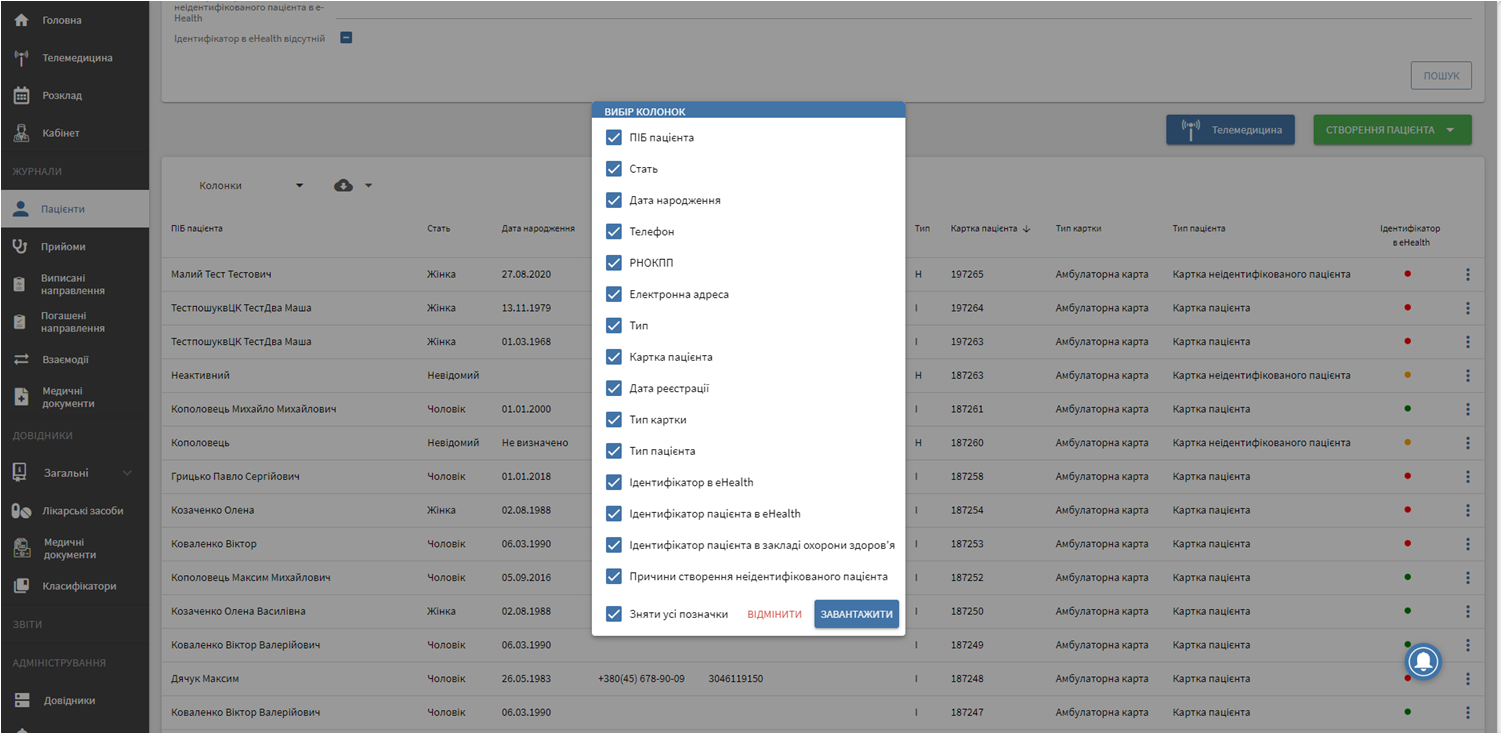 Головна
Телемедицина
Розклад
Кабінет
ЖУРНАЛИ
Пацієнти
Прийоми
Виписані
направлення
Погашені
направлення
Взаємодії
Медичні
документи
ДОВІДНИКИ
Загальні
Лікарські засоби
Медичні
документи
Класифікатори
ЗВІТИ
АДМІНІСТРУВАННЯ
Довідники
неідентифікованого пацієнта в e-
Health
Ідентифікатор в eHealth відсутній
ПОШУК
Телемедицина
СТВОРЕННЯ ПАЦІЄНТА
Колонки
ПІБ пацієнта Стать Дата народження Тип Картка пацієнта Тип картки Тип пацієнта Ідентифікатор
в eHealth
Малий Тест Тестович Жінка 27.08.2020 Н 197265 Амбулаторна карта Картка неідентифікованого пацієнта
ТестпошуквЦК ТестДва Маша Жінка 13.11.1979 І 197264 Амбулаторна карта Картка пацієнта
ТестпошуквЦК ТестДва Маша Жінка 01.03.1968 І 197263 Амбулаторна карта Картка пацієнта
Неактивний Невідомий Н 187263 Амбулаторна карта Картка неідентифікованого пацієнта
Кополовець Михайло Михайлович Чоловік 01.01.2000 І 187261 Амбулаторна карта Картка пацієнта
Кополовець Невідомий Не визначено Н 187260 Амбулаторна карта Картка неідентифікованого пацієнта
Грицько Павло Сергійович Чоловік 01.01.2018 І 187258 Амбулаторна карта Картка пацієнта
Козаченко Олена Жінка 02.08.1988 І 187254 Амбулаторна карта Картка пацієнта
Коваленко Віктор Чоловік 06.03.1990 І 187253 Амбулаторна карта Картка пацієнта
Кополовець Максим Михайлович Чоловік 05.09.2016 І 187252 Амбулаторна карта Картка пацієнта
Козаченко Олена Василівна Жінка 02.08.1988 І 187250 Амбулаторна карта Картка пацієнта
Коваленко Віктор Валерійович Чоловік 06.03.1990 І 187249 Амбулаторна карта Картка пацієнта
Дячук Максим Чоловік 26.05.1983 +380(45) 678-90-09 3046119150 І 187248 Амбулаторна карта Картка пацієнта
Коваленко Віктор Валерійович Чоловік 06.03.1990 І 187247 Амбулаторна карта Картка пацієнта
ВИБІР КОЛОНОК
ПІБ пацієнта
Стать
Дата народження
Телефон
РНОКПП
Електронна адреса
Тип
Картка пацієнта
Дата реєстрації
Тип картки
Тип пацієнта
Ідентифікатор в eHealth
Ідентифікатор пацієнта в eHealth
Ідентифікатор пацієнта в закладі охорони здоров'я
Причини створення неідентифікованого пацієнта
Зняти усі позначки ВІДМІНИТИ ЗАВАНТАЖИТИ